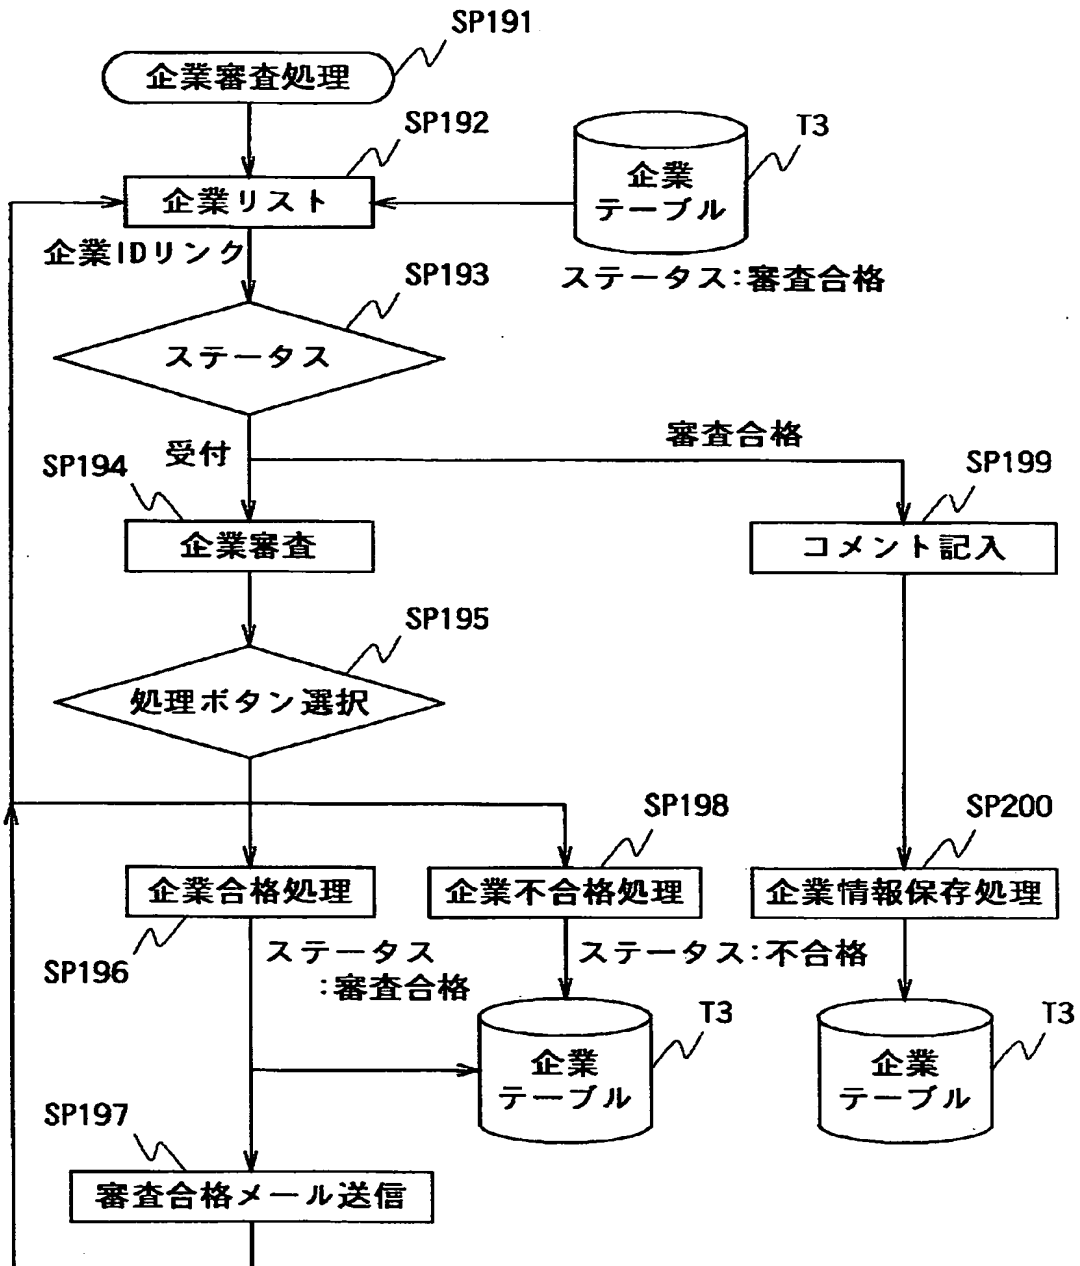 SP191
企業審査処理
SP192
T3
企業リスト
企業
テーブル
企業IDリンク
ステータス:審査合格
SP193
ステータス
受付
審査合格
SP194
SP199
企業審査
コメント記入
SP195
処理ボタン選択
SP198
SP200
企業合格処理
企業不合格処理
企業情報保存処理
SP196
ステータス
:審査合格
ステータス:不合格
T3
T3
企業
テーブル
企業
テーブル
SP197
審査合格メール送信